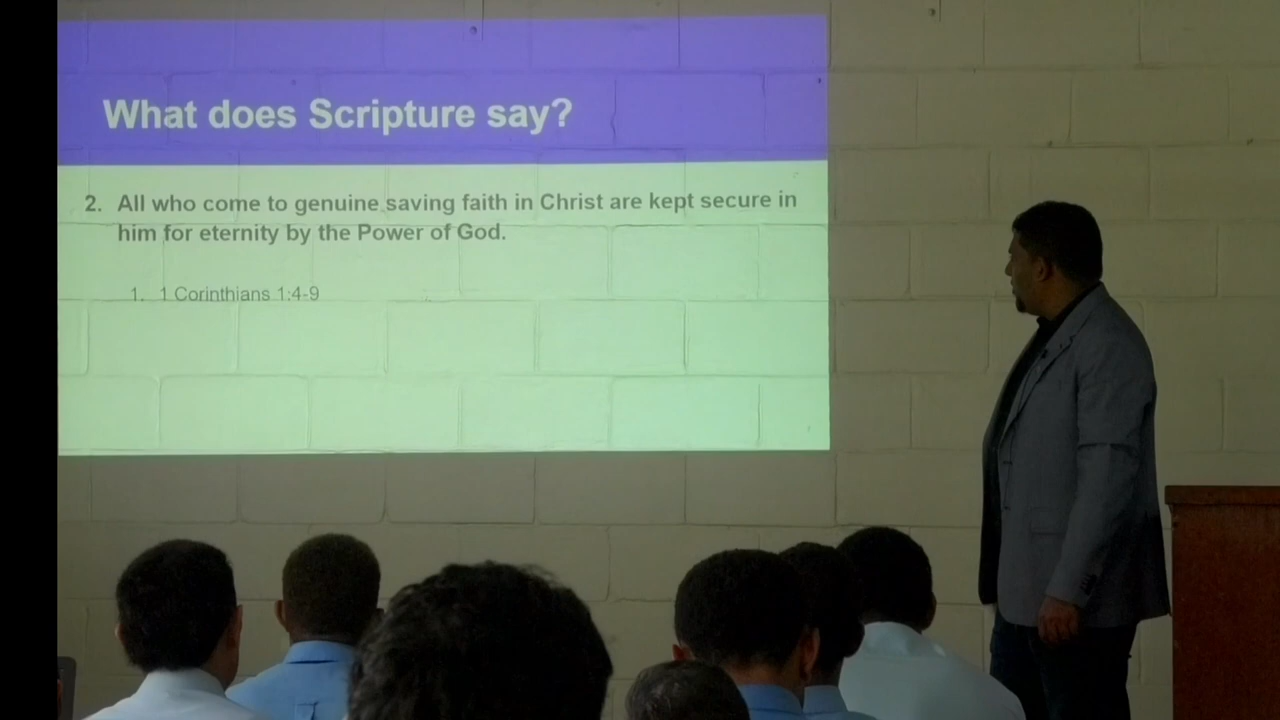 What does Scripture say?
2. All who come to genuine saving faith in Christ are kept secure in
him for eternity by the Power of God.
1. 1 Corinthians 1:4-9